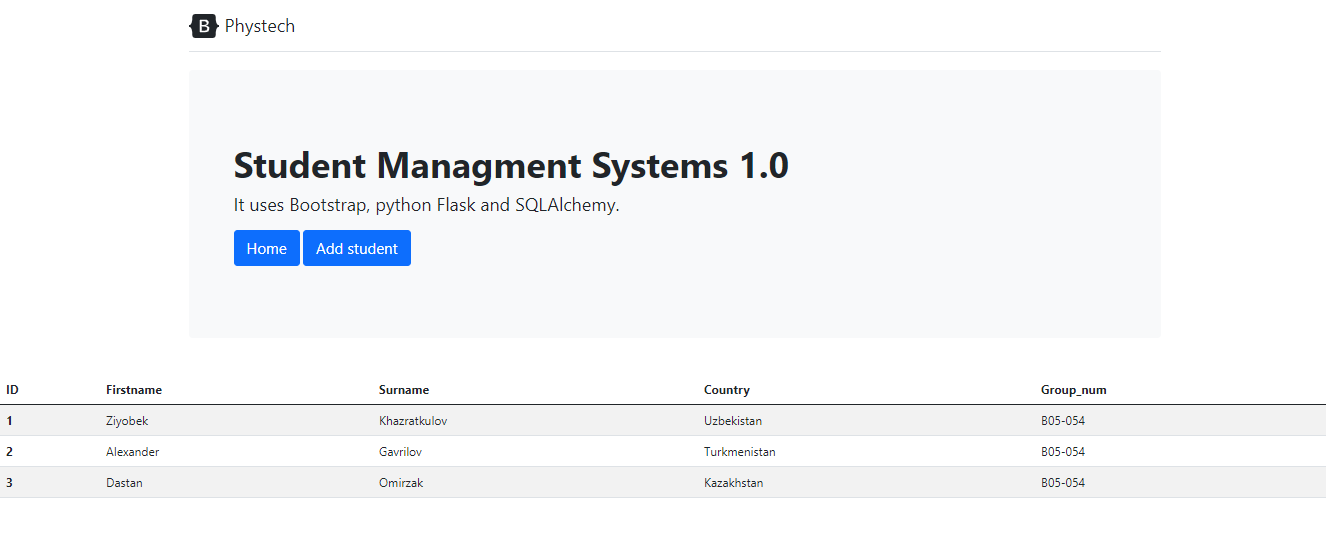 B Phystech
Student Managment Systems 1.0
It uses Bootstrap, python Flask and SQLAlchemy.
Home Add student
ID Firstname Surname Country Group_num
1 Ziyobek Khazratkulov Uzbekistan B05-054
2 Alexander Gavrilov Turkmenistan B05-054
3 Dastan Omirzak Kazakhstan B05-054